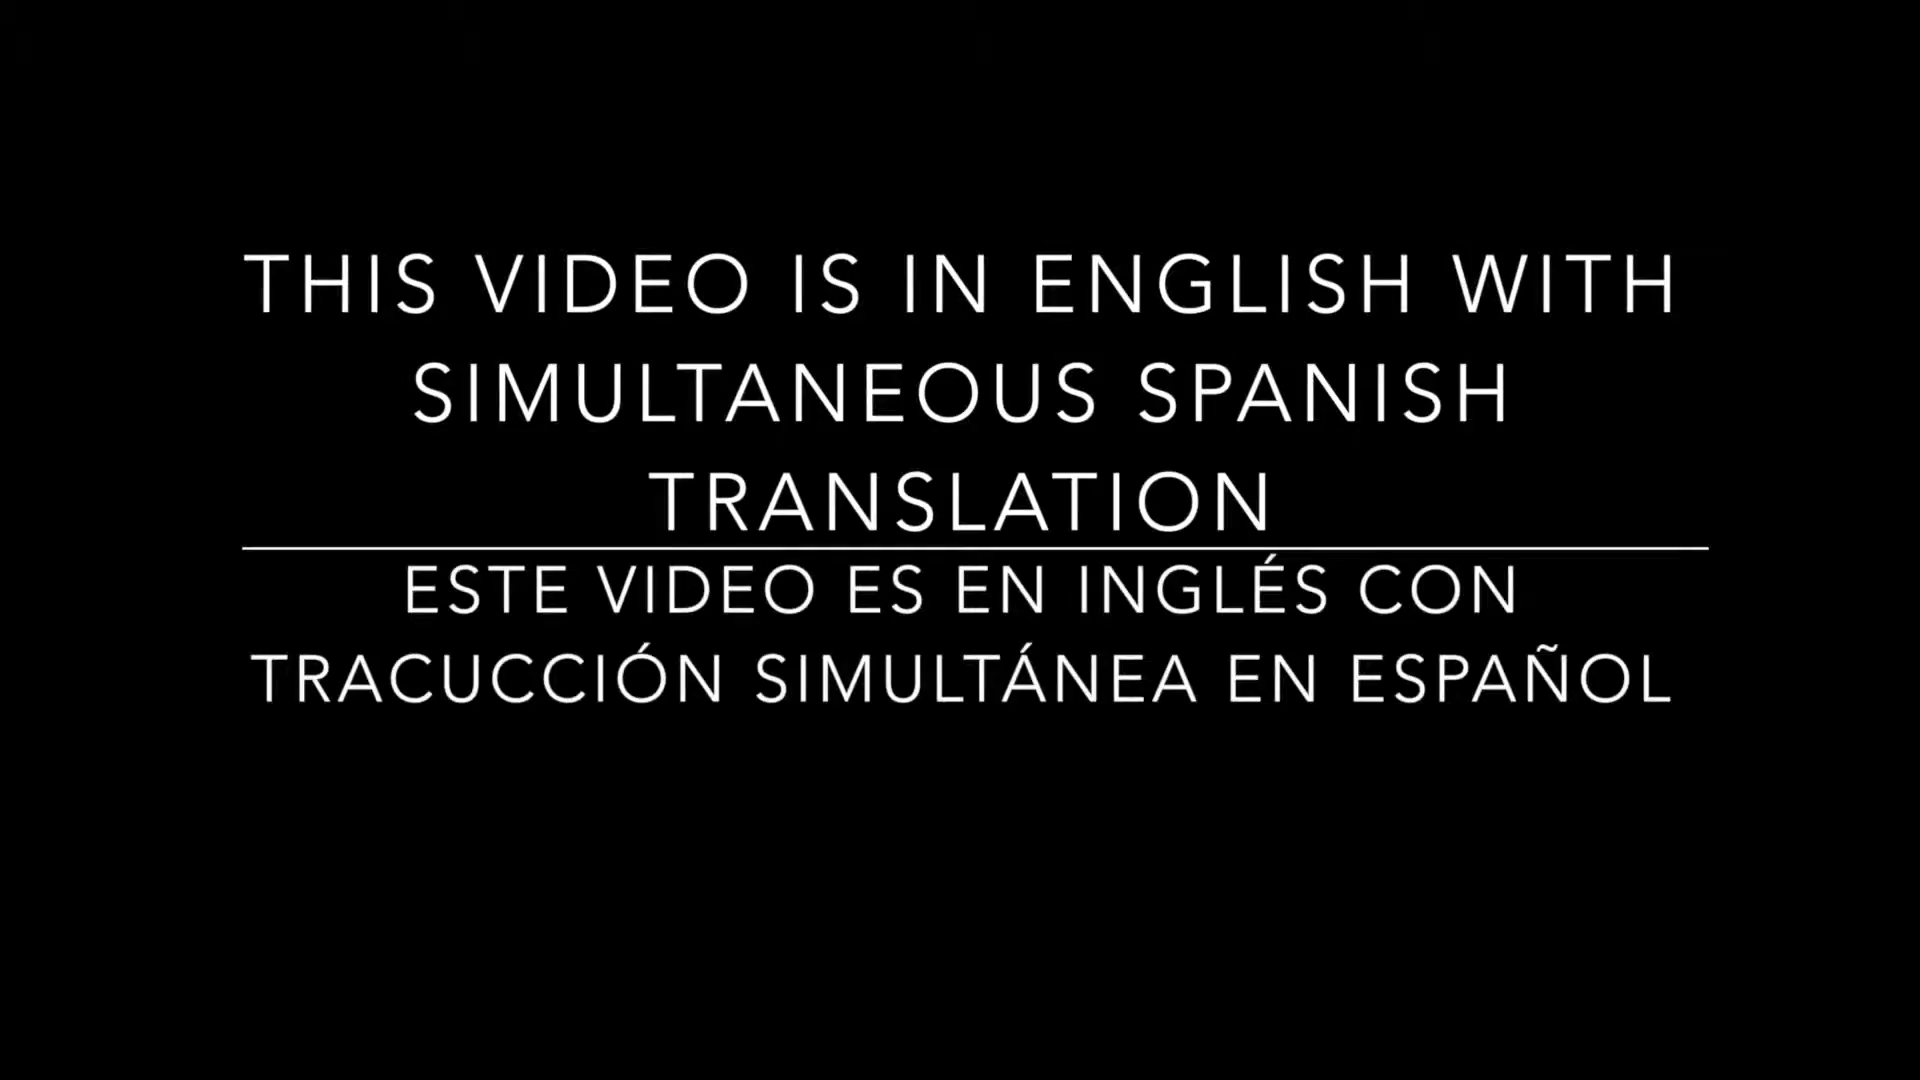 THIS VIDEO IS IN ENGLISH WITH
SIMULTANEOUS SPANISH
TRANSLATION
ESTE VIDEO ES EN INGLÉS CON
TRACUCCIÓN SIMULTÁNEA EN ESPAÑOL